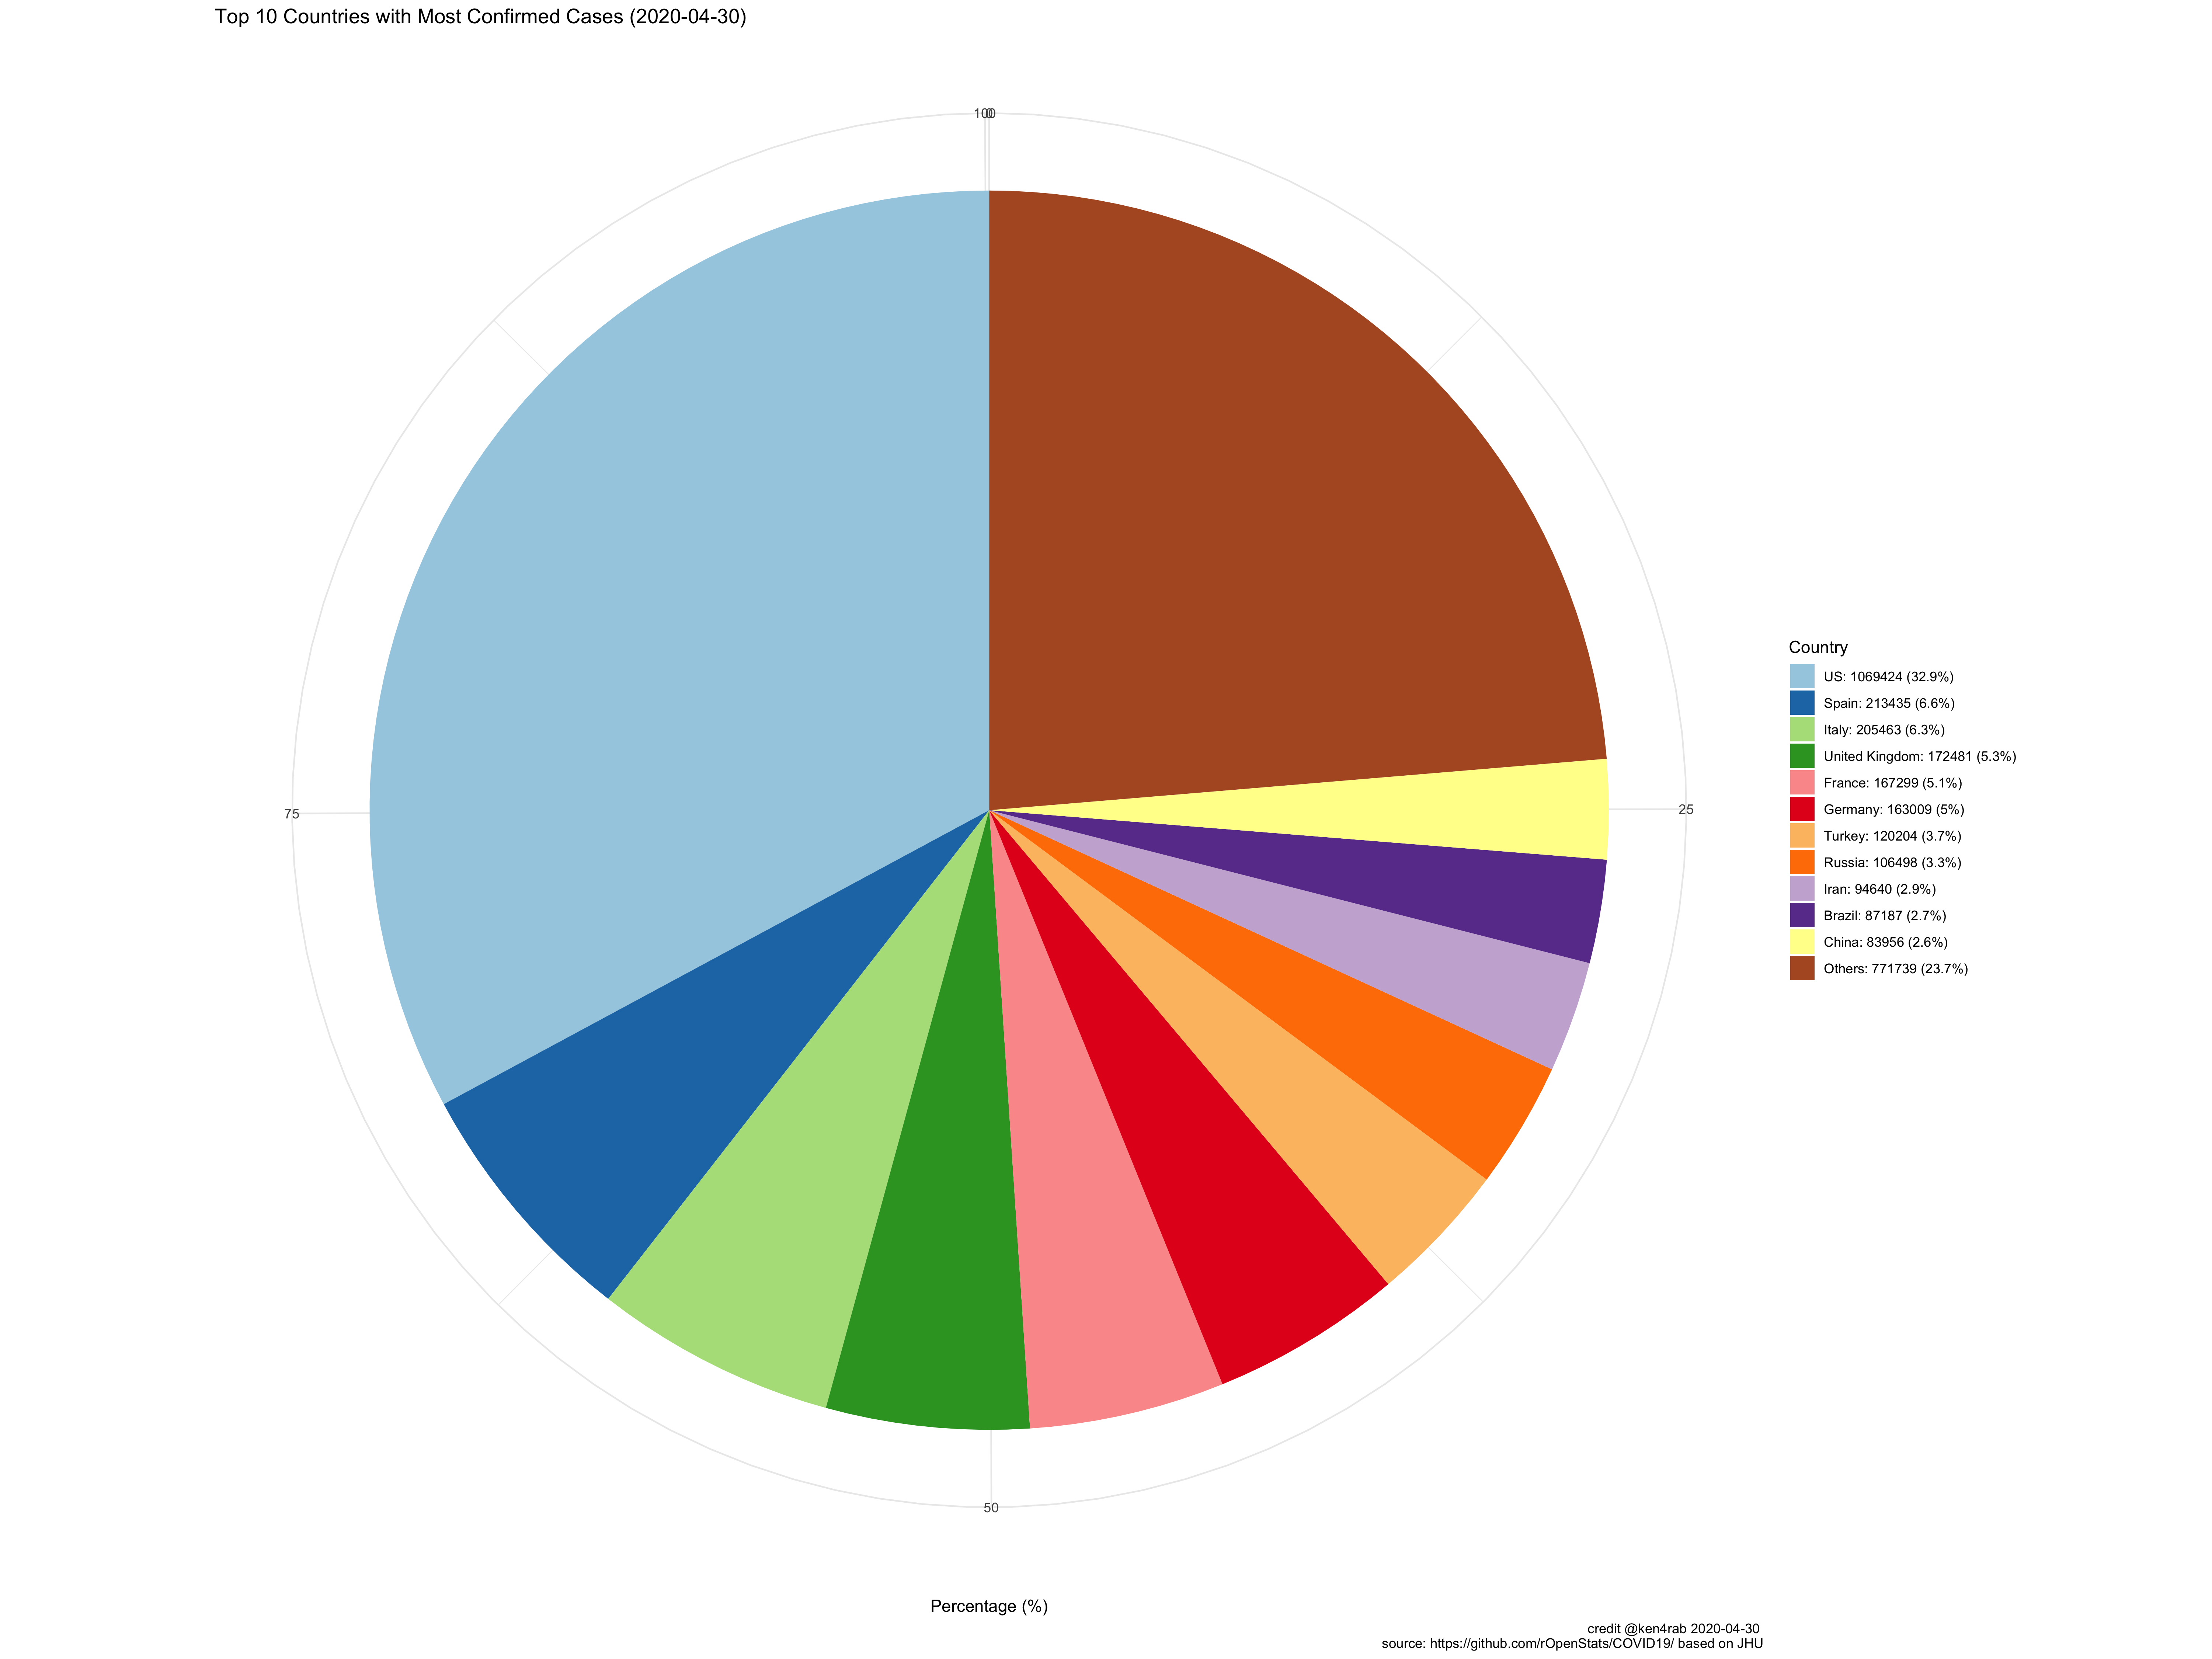 Top 10 Countries with Most Confirmed Cases (2020-04-30)
100
0
75
25
50
Country
US: 1069424 (32.9%)
Spain: 213435 (6.6%)
Italy: 205463 (6.3%)
United Kingdom: 172481 (5.3%)
France: 167299 (5.1%)
Germany: 163009 (5%)
Turkey: 120204 (3.7%)
Russia: 106498 (3.3%)
Iran: 94640 (2.9%)
Brazil: 87187 (2.7%)
China: 83956 (2.6%)
Others: 771739 (23.7%)
Percentage (%)
credit @ken4rab 2020-04-30
source: https://github.com/rOpenStats/COVID19/ based on JHU